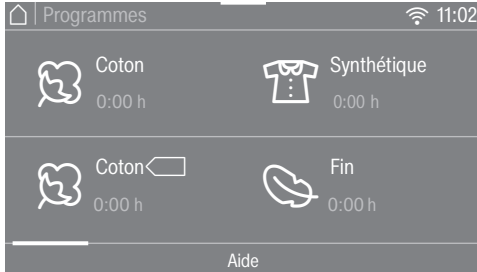 Programmes 11:02
Coton Synthétique
0:00 h 0:00 h
Coton Fin
0:00 h 0:00 h
Aide